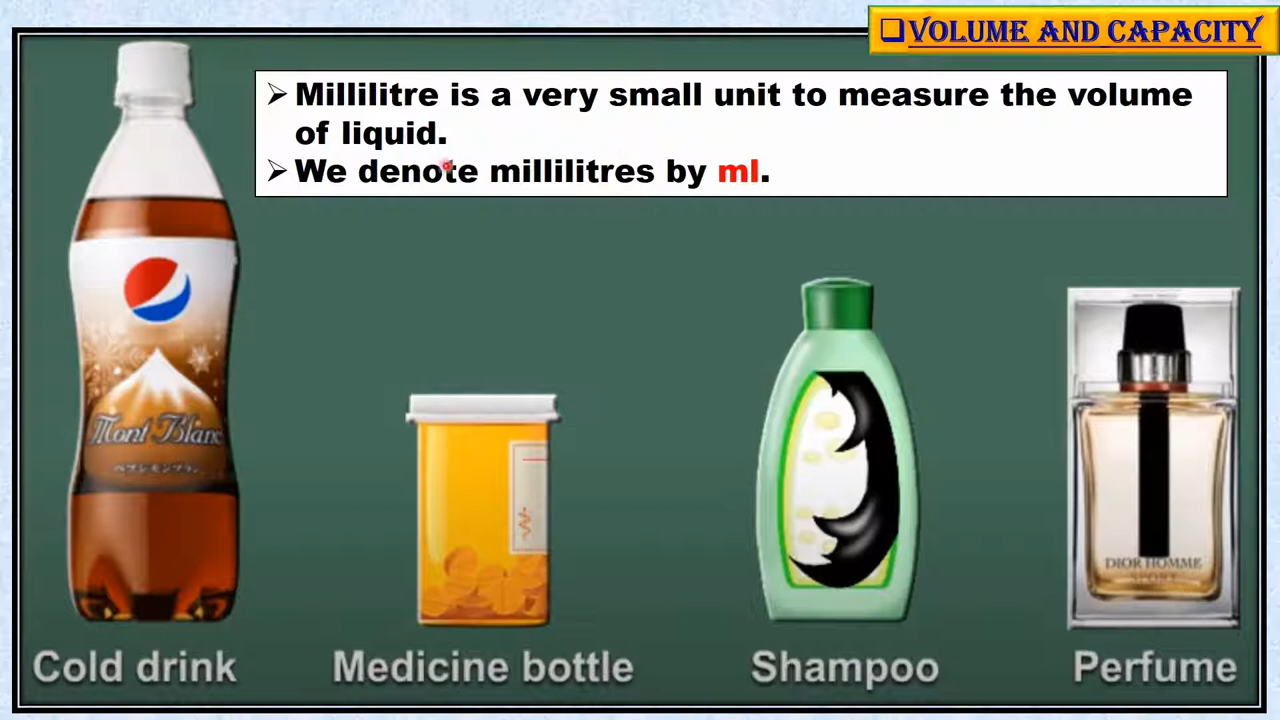 ❑VOLUME AND CAPACITY
➢ Millilitre is a very small unit to measure the volume
of liquid.
➢ We denote millilitres by ml.
Mont Blanc
DIOR HOMME
Cold drink
Medicine bottle
Shampoo
Perfume